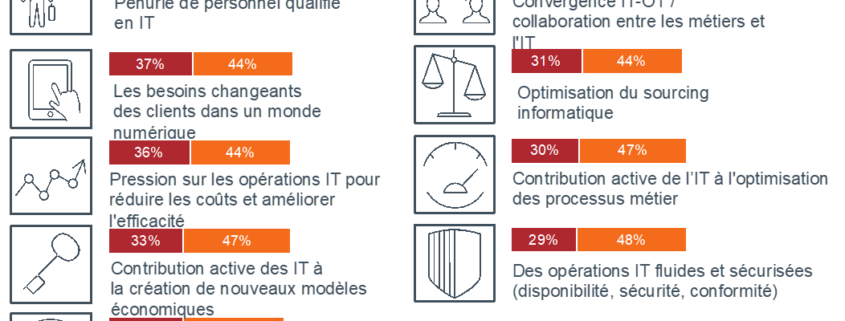 Pénurie de personnel qualifié
en IT
37% 44%
Les besoins changeants
des clients dans un monde
numérique
36% 44%
Pression sur les opérations IT pour
réduire les coûts et améliorer
l'efficacité
33% 47%
Contribution active des IT à
la création de nouveaux modèles
économiques
Convergence IT-OT /
collaboration entre les métiers et
l'IT
31% 44%
Optimisation du sourcing
informatique
30% 47%
Contribution active de l’IT à l'optimisation
des processus métier
29% 48%
Des opérations IT fluides et sécurisées
(disponibilité, sécurité, conformité)